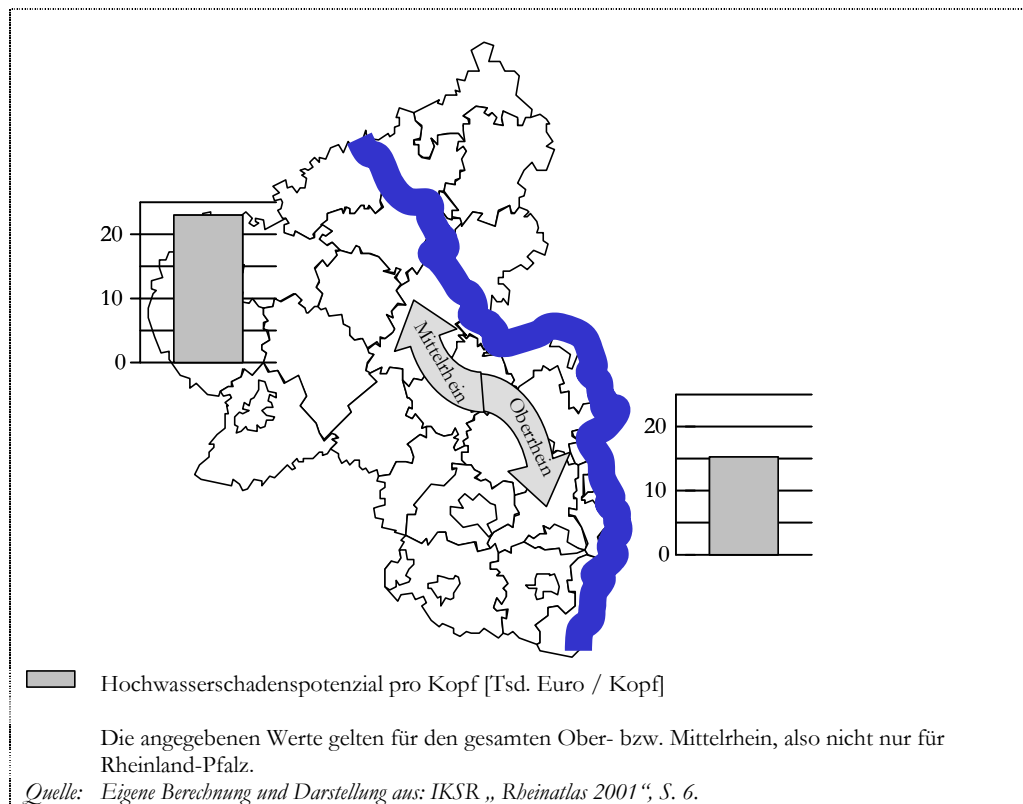 20
10
0
Mittelrhein
Oberrhein
20
10
0
Hochwasserschadenspotenzial pro Kopf [Tsd. Euro / Kopf]
Die angegebenen Werte gelten für den gesamten Ober- bzw. Mittelrhein, also nicht nur für
Rheinland-Pfalz.
Quelle: Eigene Berechnung und Darstellung aus: IKSR „ Rheinatlas 2001“, S. 6.